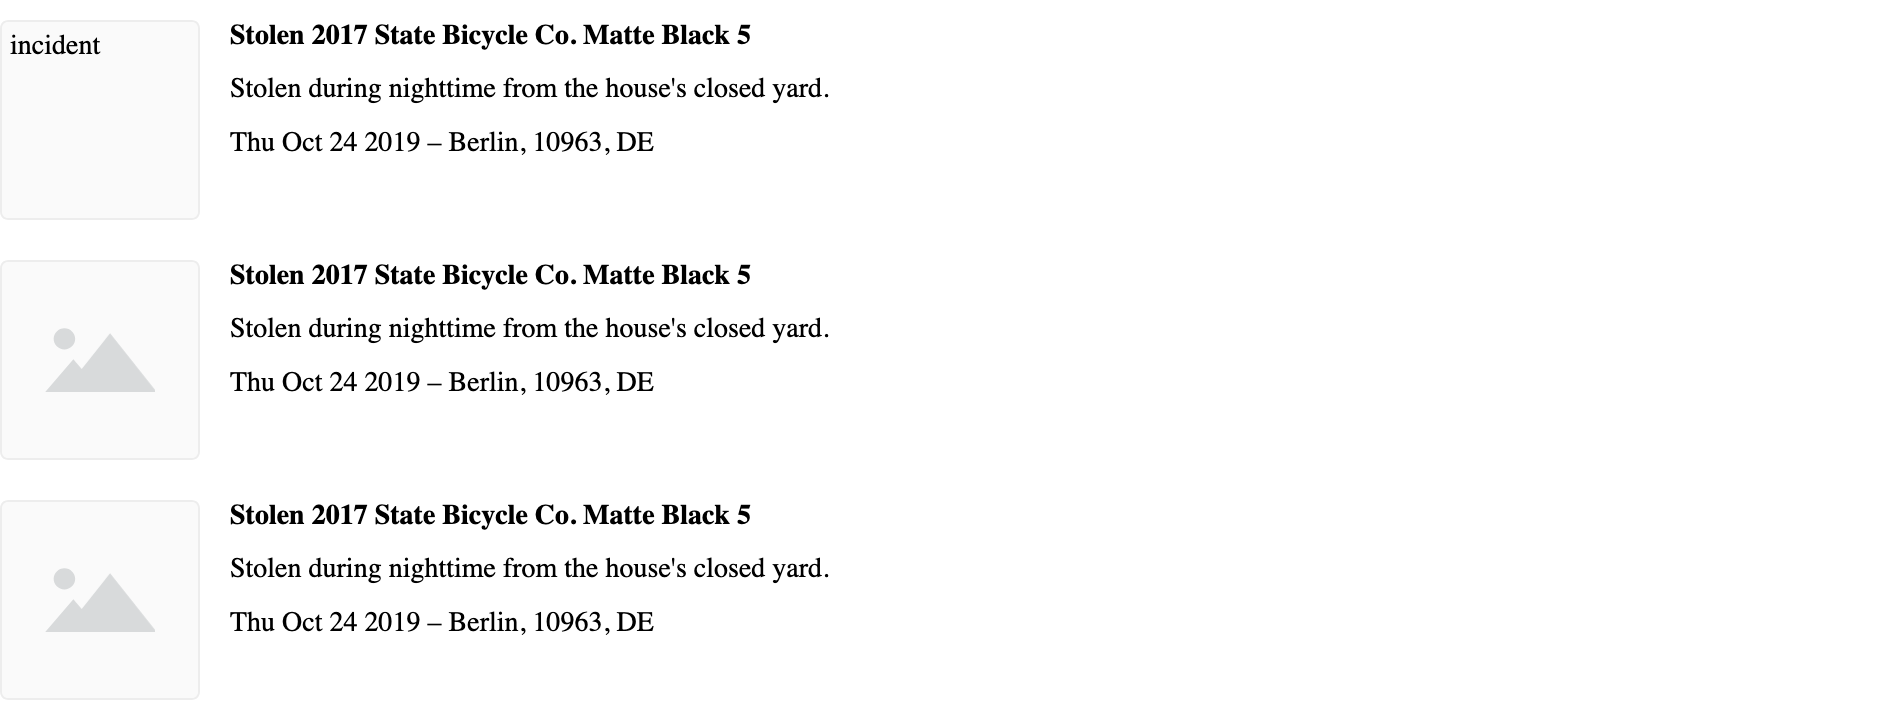 incident
Stolen 2017 State Bicycle Co. Matte Black 5
Stolen during nighttime from the house's closed yard.
Thu Oct 24 2019 – Berlin, 10963, DE
Stolen 2017 State Bicycle Co. Matte Black 5
Stolen during nighttime from the house's closed yard.
Thu Oct 24 2019 – Berlin, 10963, DE
Stolen 2017 State Bicycle Co. Matte Black 5
Stolen during nighttime from the house's closed yard.
Thu Oct 24 2019 – Berlin, 10963, DE